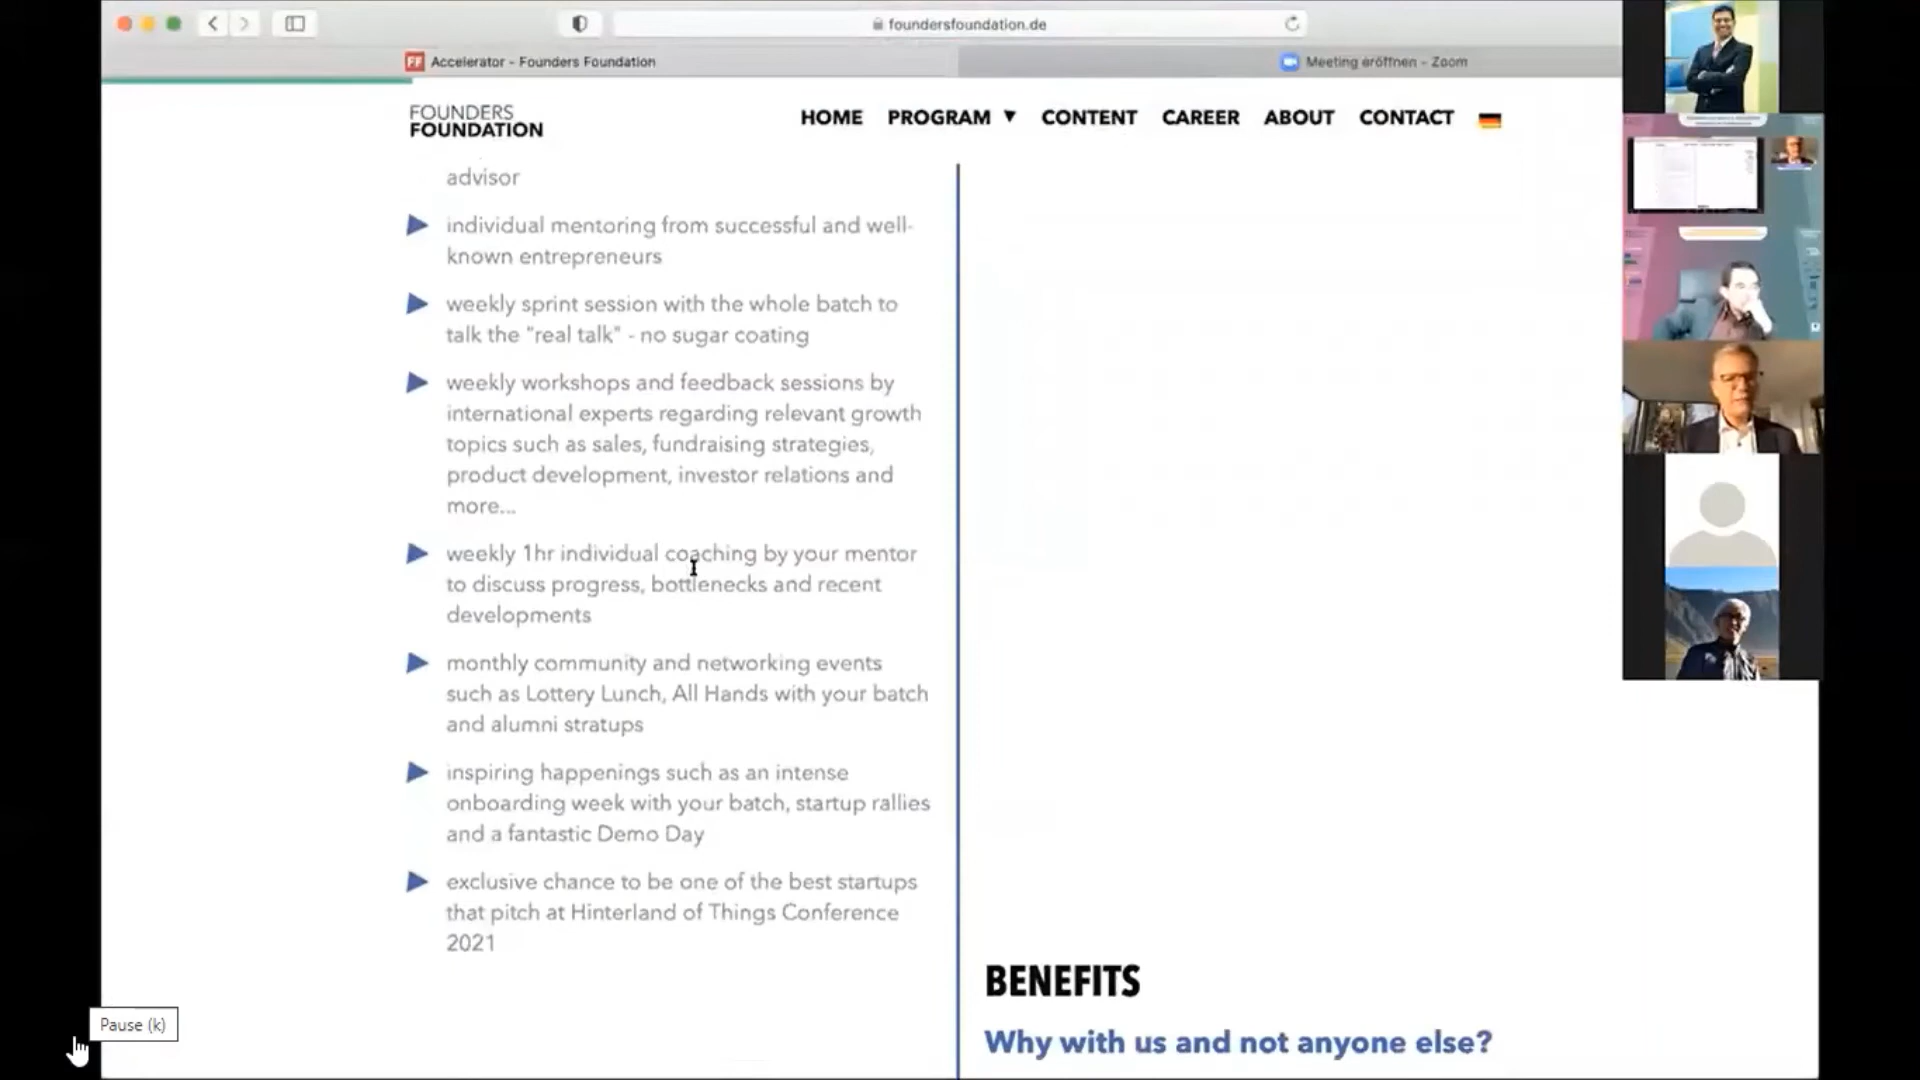 foundersfoundation.de
FF Accelerator - Founders Foundation
Meeting eröffnen - Zoom
FOUNDERS
FOUNDATION
HOME PROGRAM ▼ CONTENT CAREER ABOUT CONTACT
advisor
individual mentoring from successful and well-
known entrepreneurs
weekly sprint session with the whole batch to
talk the "real talk" - no sugar coating
weekly workshops and feedback sessions by
international experts regarding relevant growth
topics such as sales, fundraising strategies,
product development, investor relations and
more...
weekly 1hr individual coaching by your mentor
to discuss progress, bottlenecks and recent
developments
monthly community and networking events
such as Lottery Lunch, All Hands with your batch
and alumni stratups
inspiring happenings such as an intense
onboarding week with your batch, startup rallies
and a fantastic Demo Day
exclusive chance to be one of the best startups
that pitch at Hinterland of Things Conference
2021
BENEFITS
Why with us and not anyone else?
Pause (k)